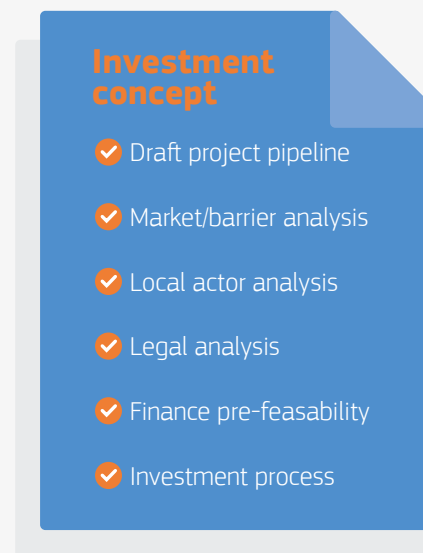 Investment
concept
Draft project pipeline
Market/barrier analysis
Local actor analysis
Legal analysis
Finance pre-feasability
Investment process